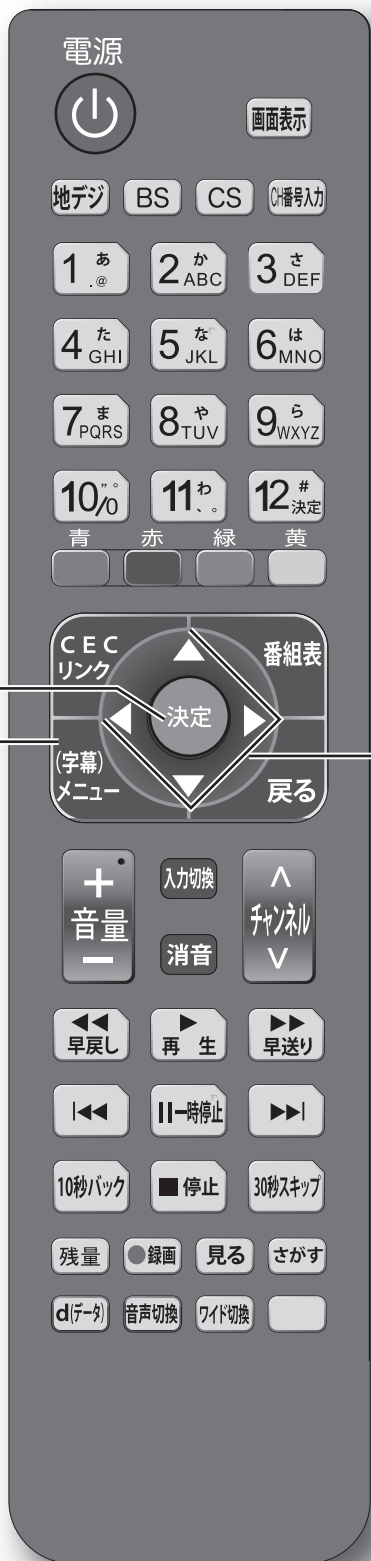 電源
画面表示
地デジ BS CS CH番号入力
1 あ .@ 2 か ABC 3 さ DEF
4 た GHI 5 な JKL 6 は MNO
7 ま PQRS 8 や TUV 9 ら WXYZ
10/0 ゛゜ 11 わ 、。 12 # 決定
青 赤 緑 黄
CEC
リンク
番組表
決定
(字幕)
メニュー
戻る
+
音量
−
入力切換
消音
∧
チャンネル
∨
早戻し 再 生 早送り
一時停止
10秒バック 停止 30秒スキップ
残量 録画 見る さがす
d(データ) 音声切換 ワイド切換